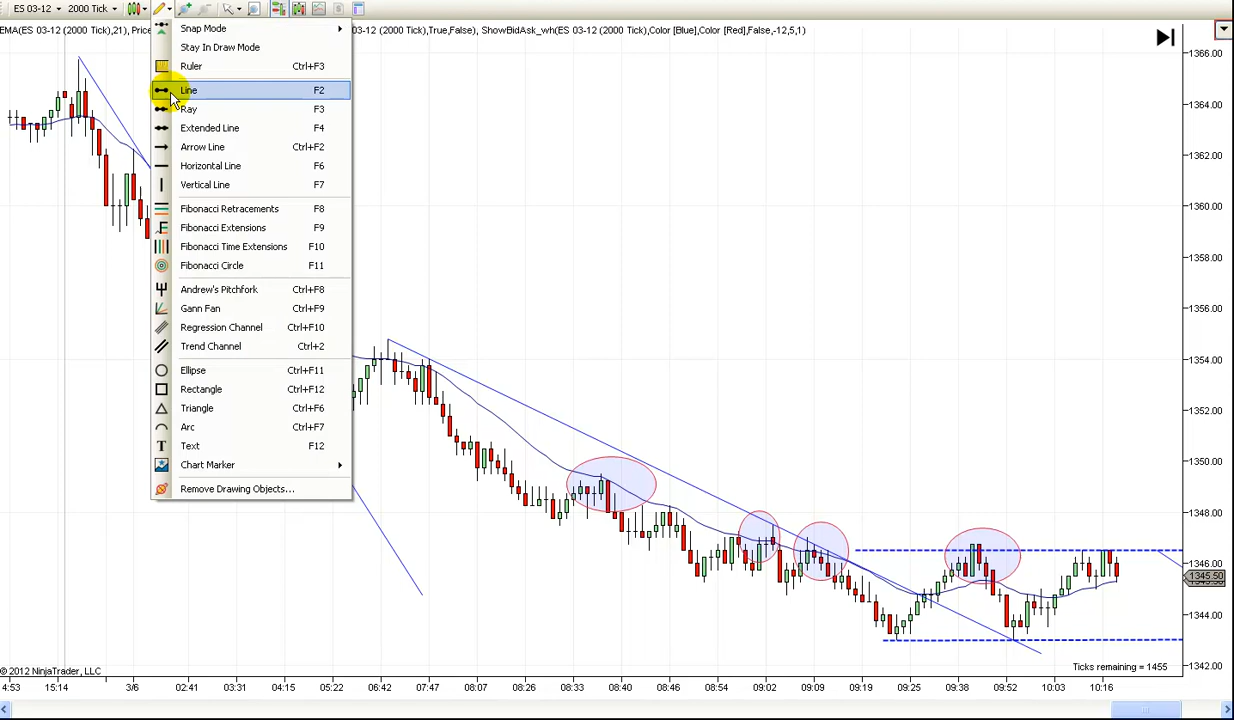 ES 03-12 2000 Tick
EMA(ES 03-12 (2000 Tick),21), Pric
03-12 (2000 Tick),True,False), ShowBidAsk_wh(ES 03-12 (2000 Tick),Color [Blue],Color [Red],False,-12,5,1)
Snap Mode
Stay In Draw Mode
Ruler Ctrl+F3
Line F2
Ray F3
Extended Line F4
Arrow Line Ctrl+F2
Horizontal Line F6
Vertical Line F7
Fibonacci Retracements F8
Fibonacci Extensions F9
Fibonacci Time Extensions F10
Fibonacci Circle F11
Andrew's Pitchfork Ctrl+F8
Gann Fan Ctrl+F9
Regression Channel Ctrl+F10
Trend Channel Ctrl+2
Ellipse Ctrl+F11
Rectangle Ctrl+F12
Triangle Ctrl+F6
Arc Ctrl+F7
Text F12
Chart Marker
Remove Drawing Objects...
1366.00
1364.00
1362.00
1360.00
1358.00
1356.00
1354.00
1352.00
1350.00
1348.00
1346.00
1345.50
1344.00
1342.00
© 2012 NinjaTrader, LLC
Ticks remaining = 1455
4:53 15:14 3/6 02:41 03:31 04:15 05:22 06:42 07:47 08:07 08:26 08:33 08:40 08:46 08:54 09:02 09:09 09:19 09:25 09:38 09:52 10:03 10:16